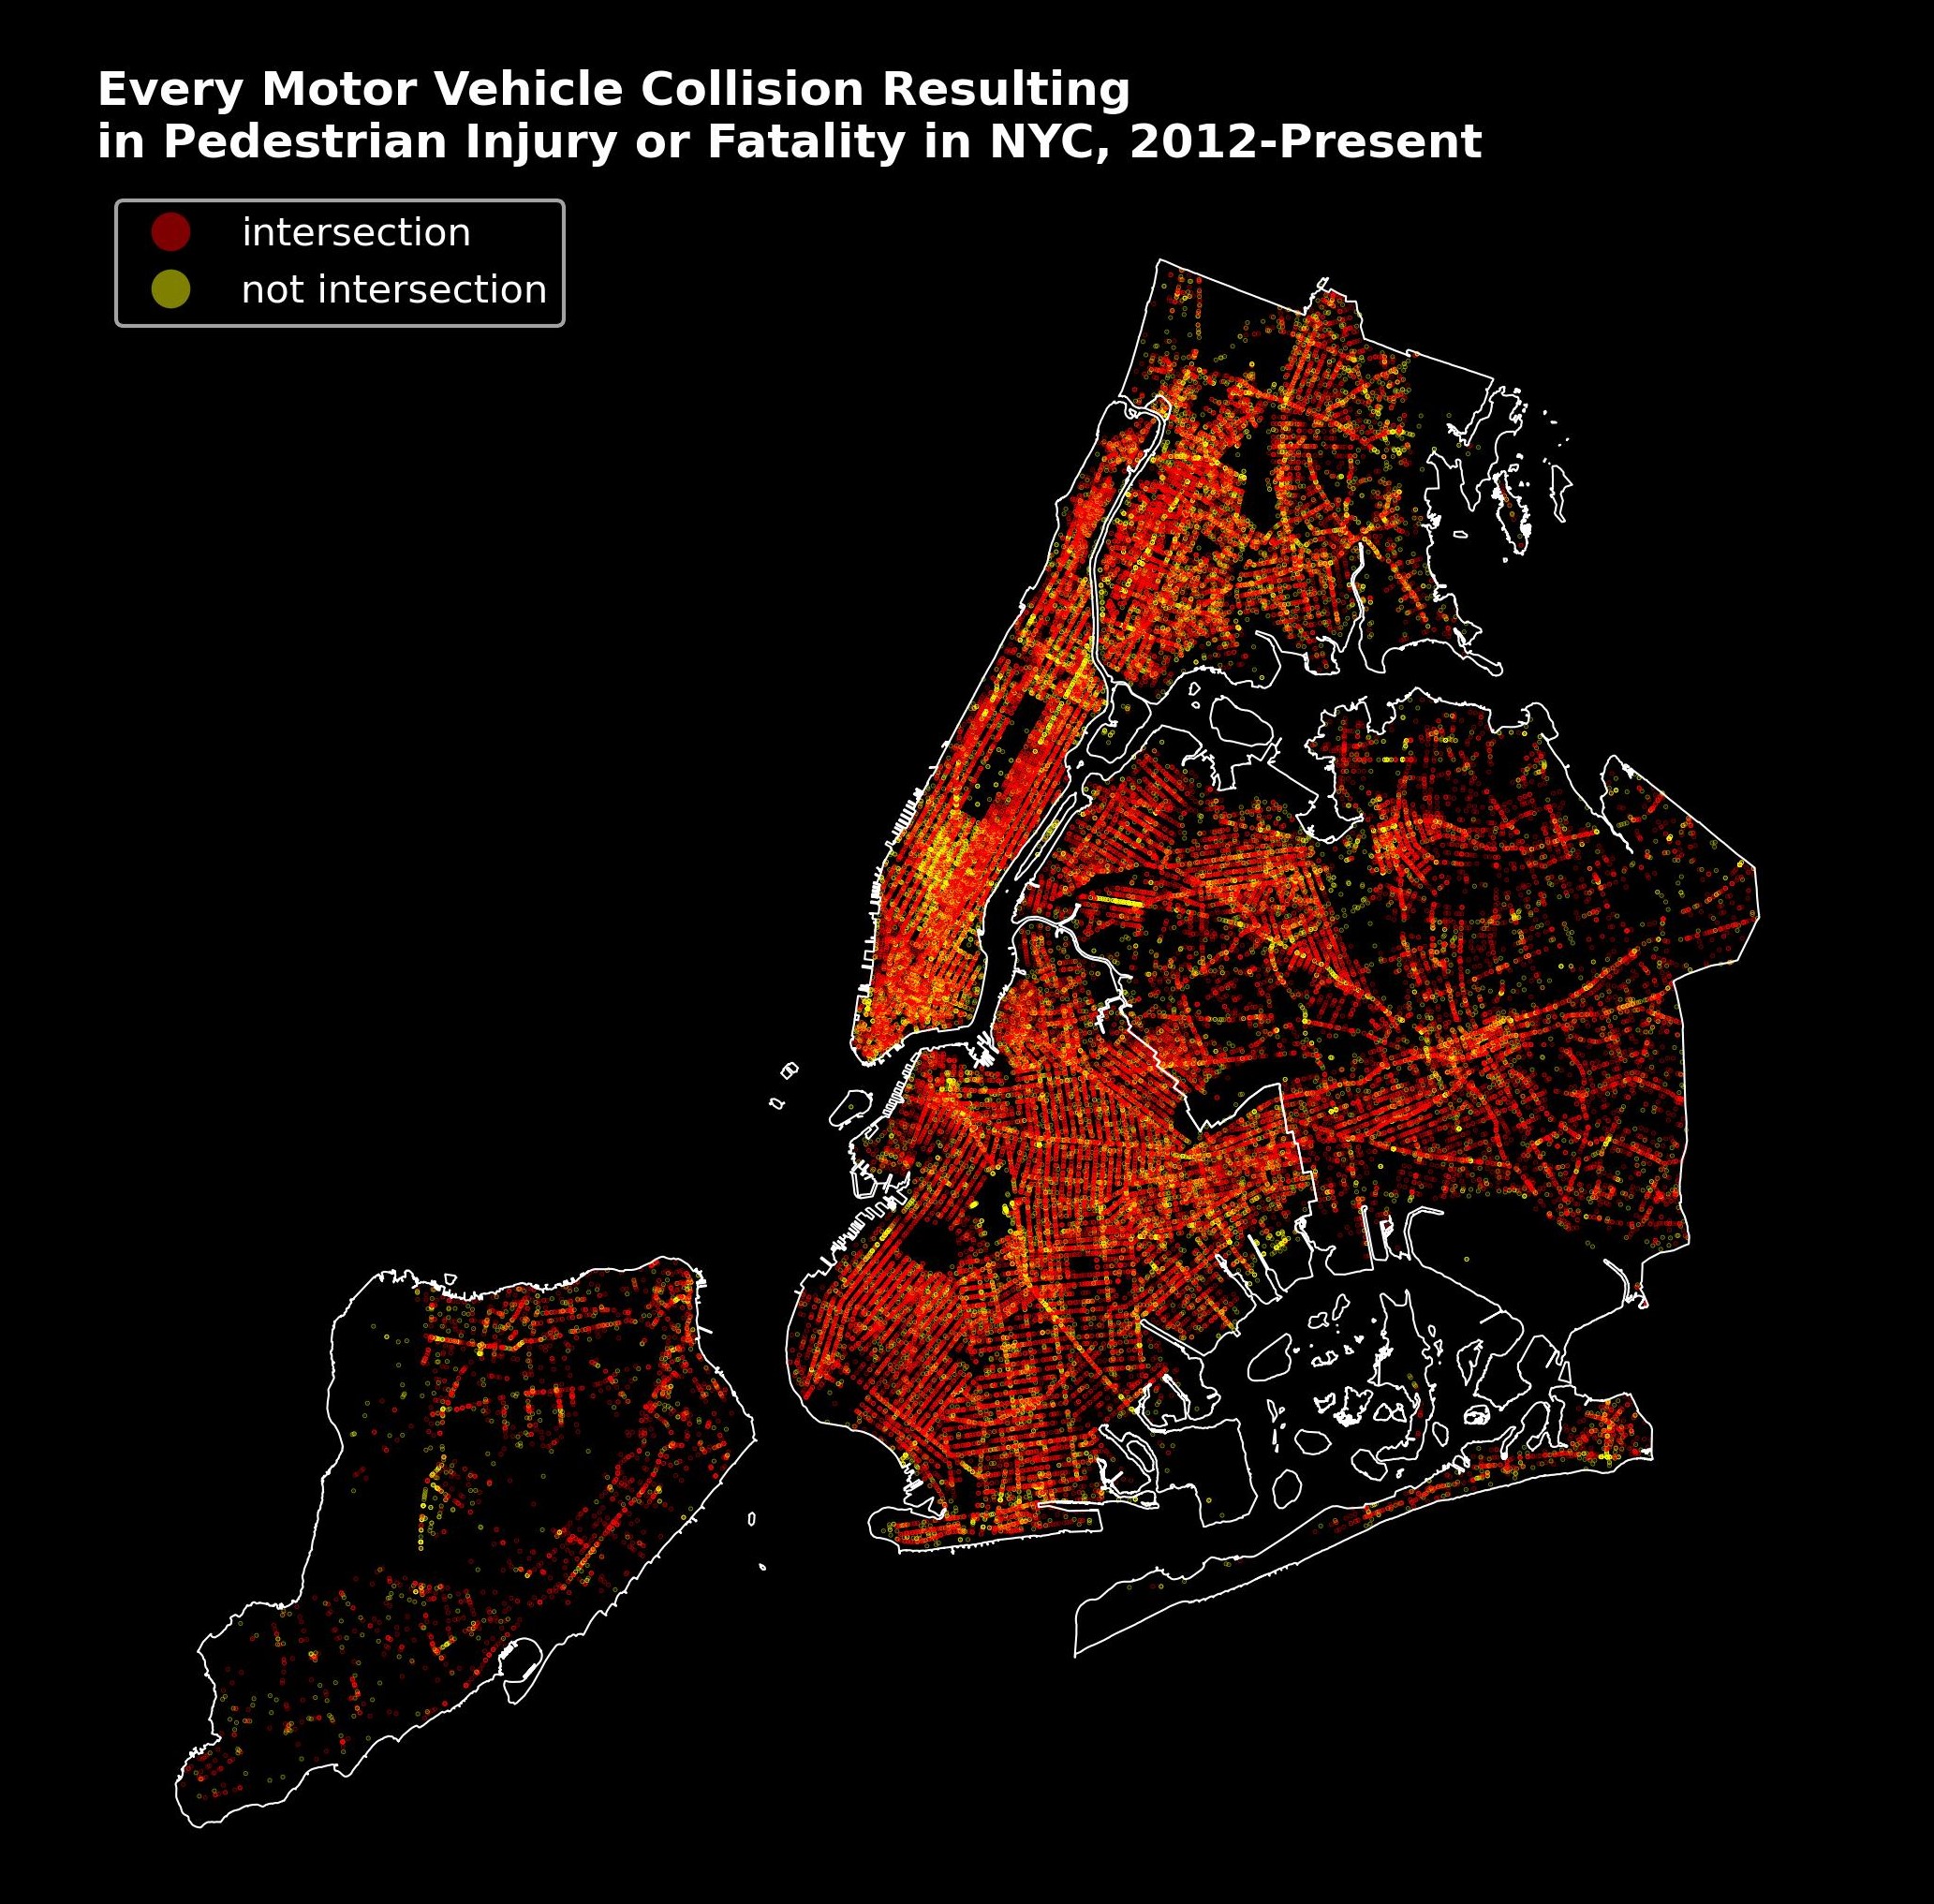 Every Motor Vehicle Collision Resulting
in Pedestrian Injury or Fatality in NYC, 2012-Present
intersection
not intersection